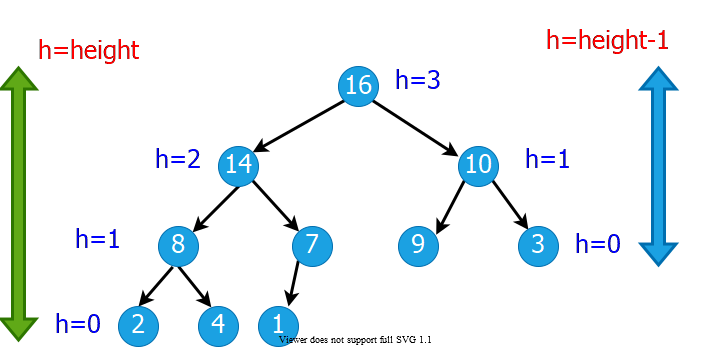 h=height
h=height-1
16 h=3
h=2 14 10 h=1
h=1 8 7 9 3 h=0
h=0 2 4 1
Viewer does not support full SVG 1.1